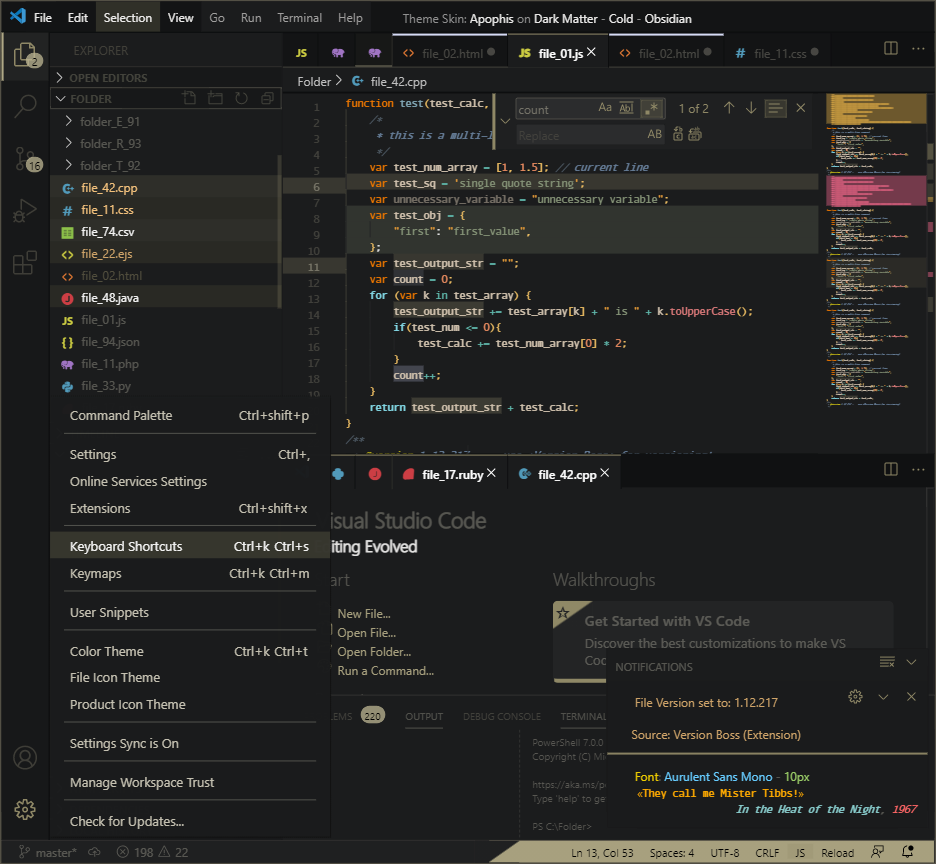 File Edit Selection View Go Run Terminal Help Theme Skin: Apophis on Dark Matter - Cold - Obsidian
2
EXPLORER
JS file_02.html JS file_01.js file_02.html # file_11.css
OPEN EDITORS
Folder > file_42.cpp
FOLDER
folder_E_91
folder_R_93
folder_T_92
file_42.cpp
# file_11.css
file_74.csv
file_22.ejs
file_02.html
file_48.java
JS file_01.js
{} file_94.json
file_11.php
file_33.py
16
count Aa Ab .* 1 of 2
Replace AB
1 function test(test_calc,
2 /*
3 * this is a multi-l
4 */
5 var test_num_array = [1, 1.5]; // current line
6 var test_sq = 'single quote string';
7 var unnecessary_variable = "unnecessary variable";
8 var test_obj = {
9 "first": "first_value",
10 };
11 var test_output_str = "";
12 var count = 0;
13 for (var k in test_array) {
14 test_output_str += test_array[k] + " is " + k.toUpperCase();
15 if(test_num <= 0){
16 test_calc += test_num_array[0] * 2;
17 }
18 count++;
19 }
return test_output_str + test_calc;
}
/**
Command Palette Ctrl+shift+p
Settings Ctrl+,
Online Services Settings
Extensions Ctrl+shift+x
Keyboard Shortcuts Ctrl+k Ctrl+s
Keymaps Ctrl+k Ctrl+m
User Snippets
Color Theme Ctrl+k Ctrl+t
File Icon Theme
Product Icon Theme
Settings Sync is On
Manage Workspace Trust
Check for Updates...
file_17.ruby file_42.cpp
isual Studio Code
iting Evolved
art
New File...
Open File...
Open Folder...
Run a Command...
Walkthroughs
Get Started with VS Code
Discover the best customizations to make VS
Coc
LEMS 220 OUTPUT DEBUG CONSOLE TERMINAL
PowerShell 7.0.0
Copyright (C) Mi
https://aka.ms/p
Type 'help' to ge
PS C:\Folder>
NOTIFICATIONS
File Version set to: 1.12.217
Source: Version Boss (Extension)
Font: Aurulent Sans Mono - 10px
«They call me Mister Tibbs!»
In the Heat of the Night, 1967
master* 198 22 Ln 13, Col 53 Spaces: 4 UTF-8 CRLF JS Reload